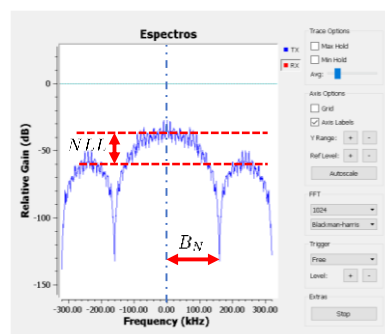 Espectros
TX
RX
Relative Gain (dB)
0
-50
-100
-150
NLL
B_N
-300.00 -200.00 -100.00 0.00 100.00 200.00 300.00
Frequency (kHz)
Trace Options
Max Hold
Min Hold
Avg:
Axis Options
Grid
Axis Labels
Y Range: + -
Ref Level: + -
Autoscale
FFT
1024
Blackman-harris
Trigger
Free
Level: + -
Extras
Stop